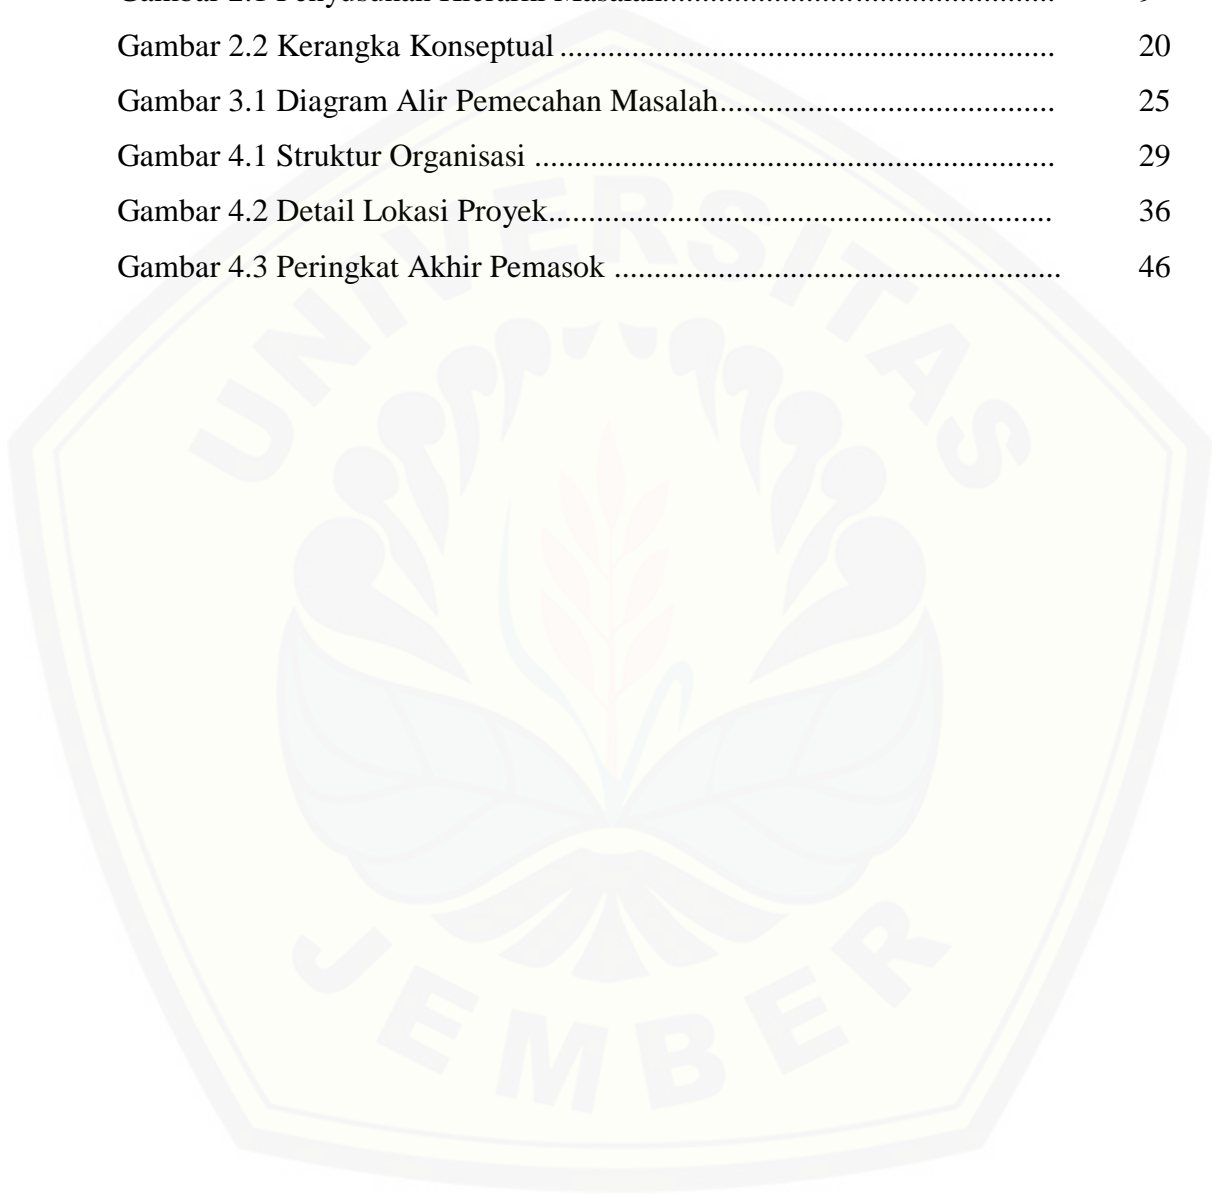 Gambar 2.2 Kerangka Konseptual .............................................................. 20
Gambar 3.1 Diagram Alir Pemecahan Masalah.......................................... 25
Gambar 4.1 Struktur Organisasi ................................................................. 29
Gambar 4.2 Detail Lokasi Proyek............................................................... 36
Gambar 4.3 Peringkat Akhir Pemasok ........................................................ 46
UNIVERSITAS
JEMBER